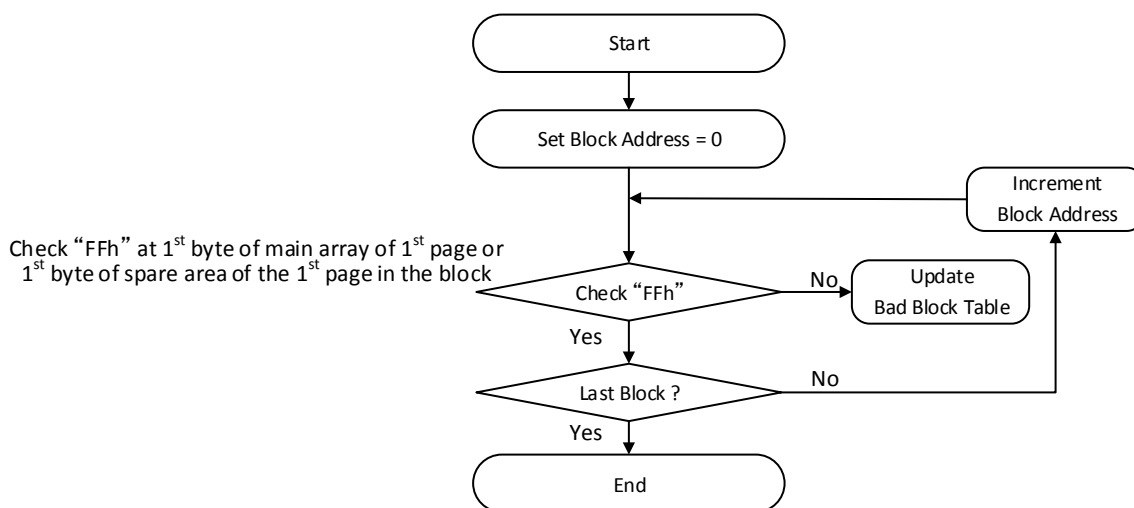 Start
Set Block Address = 0
Increment
Block Address
Check “FFh” at 1st byte of main array of 1st page or
1st byte of spare area of the 1st page in the block
Check “FFh”
No
Update
Bad Block Table
Yes
Last Block ?
No
Yes
End